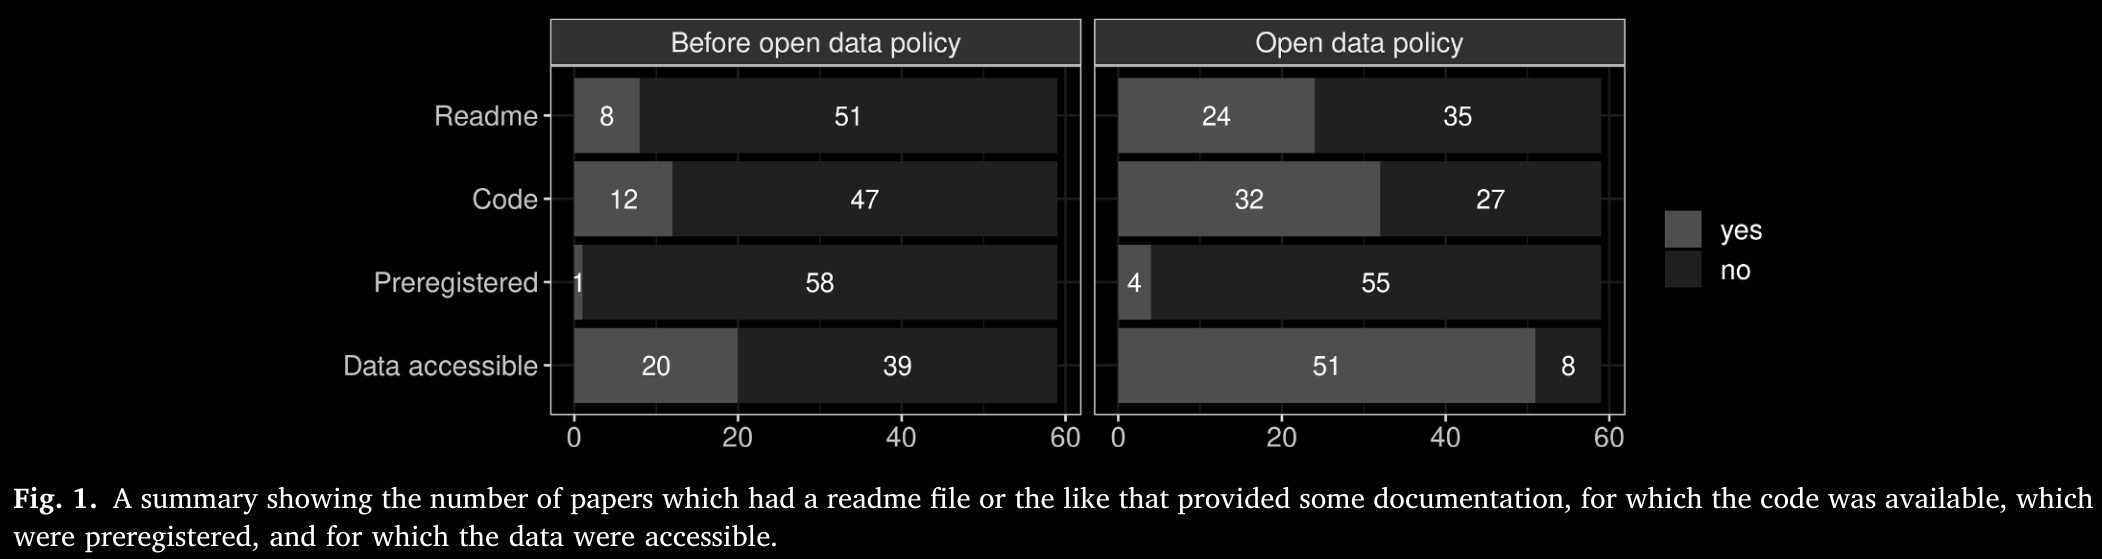 Before open data policy
Open data policy
Readme
8
51
24
35
Code
12
47
32
27
yes
no
Preregistered
1
58
4
55
Data accessible
20
39
51
8
0
20
40
60
0
20
40
60
Fig. 1. A summary showing the number of papers which had a readme file or the like that provided some documentation, for which the code was available, which
were preregistered, and for which the data were accessible.